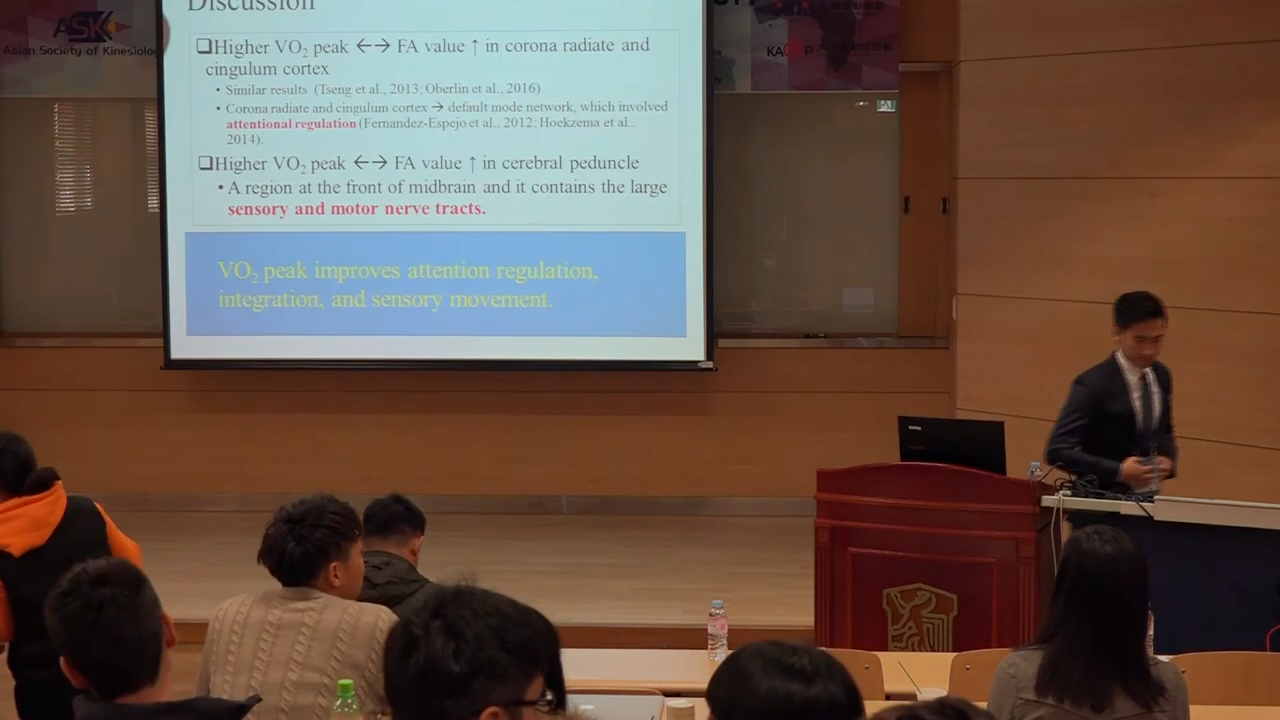 Discussion
ASK
Asian Society of Kinesiology
❑Higher VO₂ peak ←→ FA value ↑ in corona radiate and
cingulum cortex
• Similar results (Tseng et al., 2013; Oberlin et al., 2016)
• Corona radiate and cingulum cortex → default mode network, which involved
attentional regulation (Fernandez-Espejo et al., 2012; Hoekzema et al.,
2014).
❑Higher VO₂ peak ←→ FA value ↑ in cerebral peduncle
• A region at the front of midbrain and it contains the large
sensory and motor nerve tracts.
VO₂ peak improves attention regulation,
integration, and sensory movement.